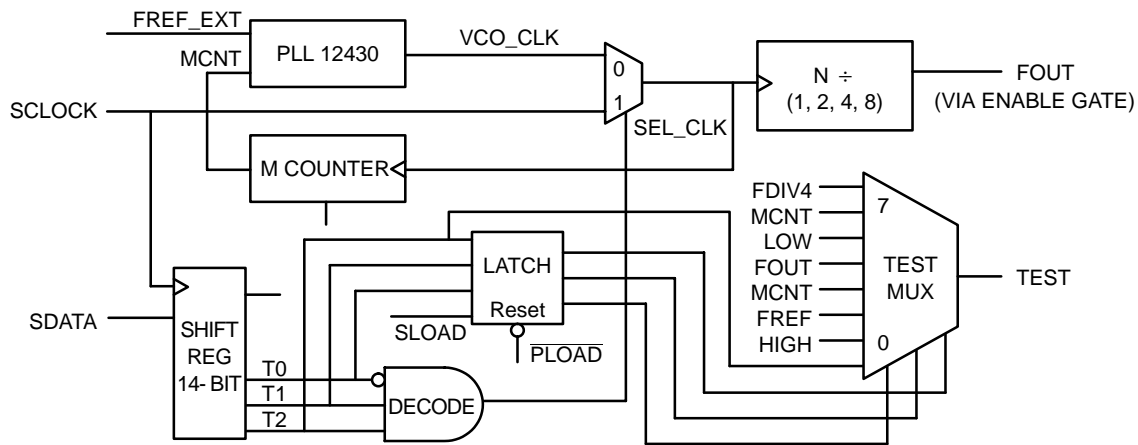 FREF_EXT
MCNT
PLL 12430
VCO_CLK
0
1
SEL_CLK
N ÷
(1, 2, 4, 8)
FOUT
(VIA ENABLE GATE)
SCLOCK
M COUNTER
SDATA
SHIFT
REG
14- BIT
T0
T1
T2
LATCH
Reset
SLOAD
PLOAD
DECODE
FDIV4
MCNT
LOW
FOUT
MCNT
FREF
HIGH
7
TEST
MUX
0
TEST